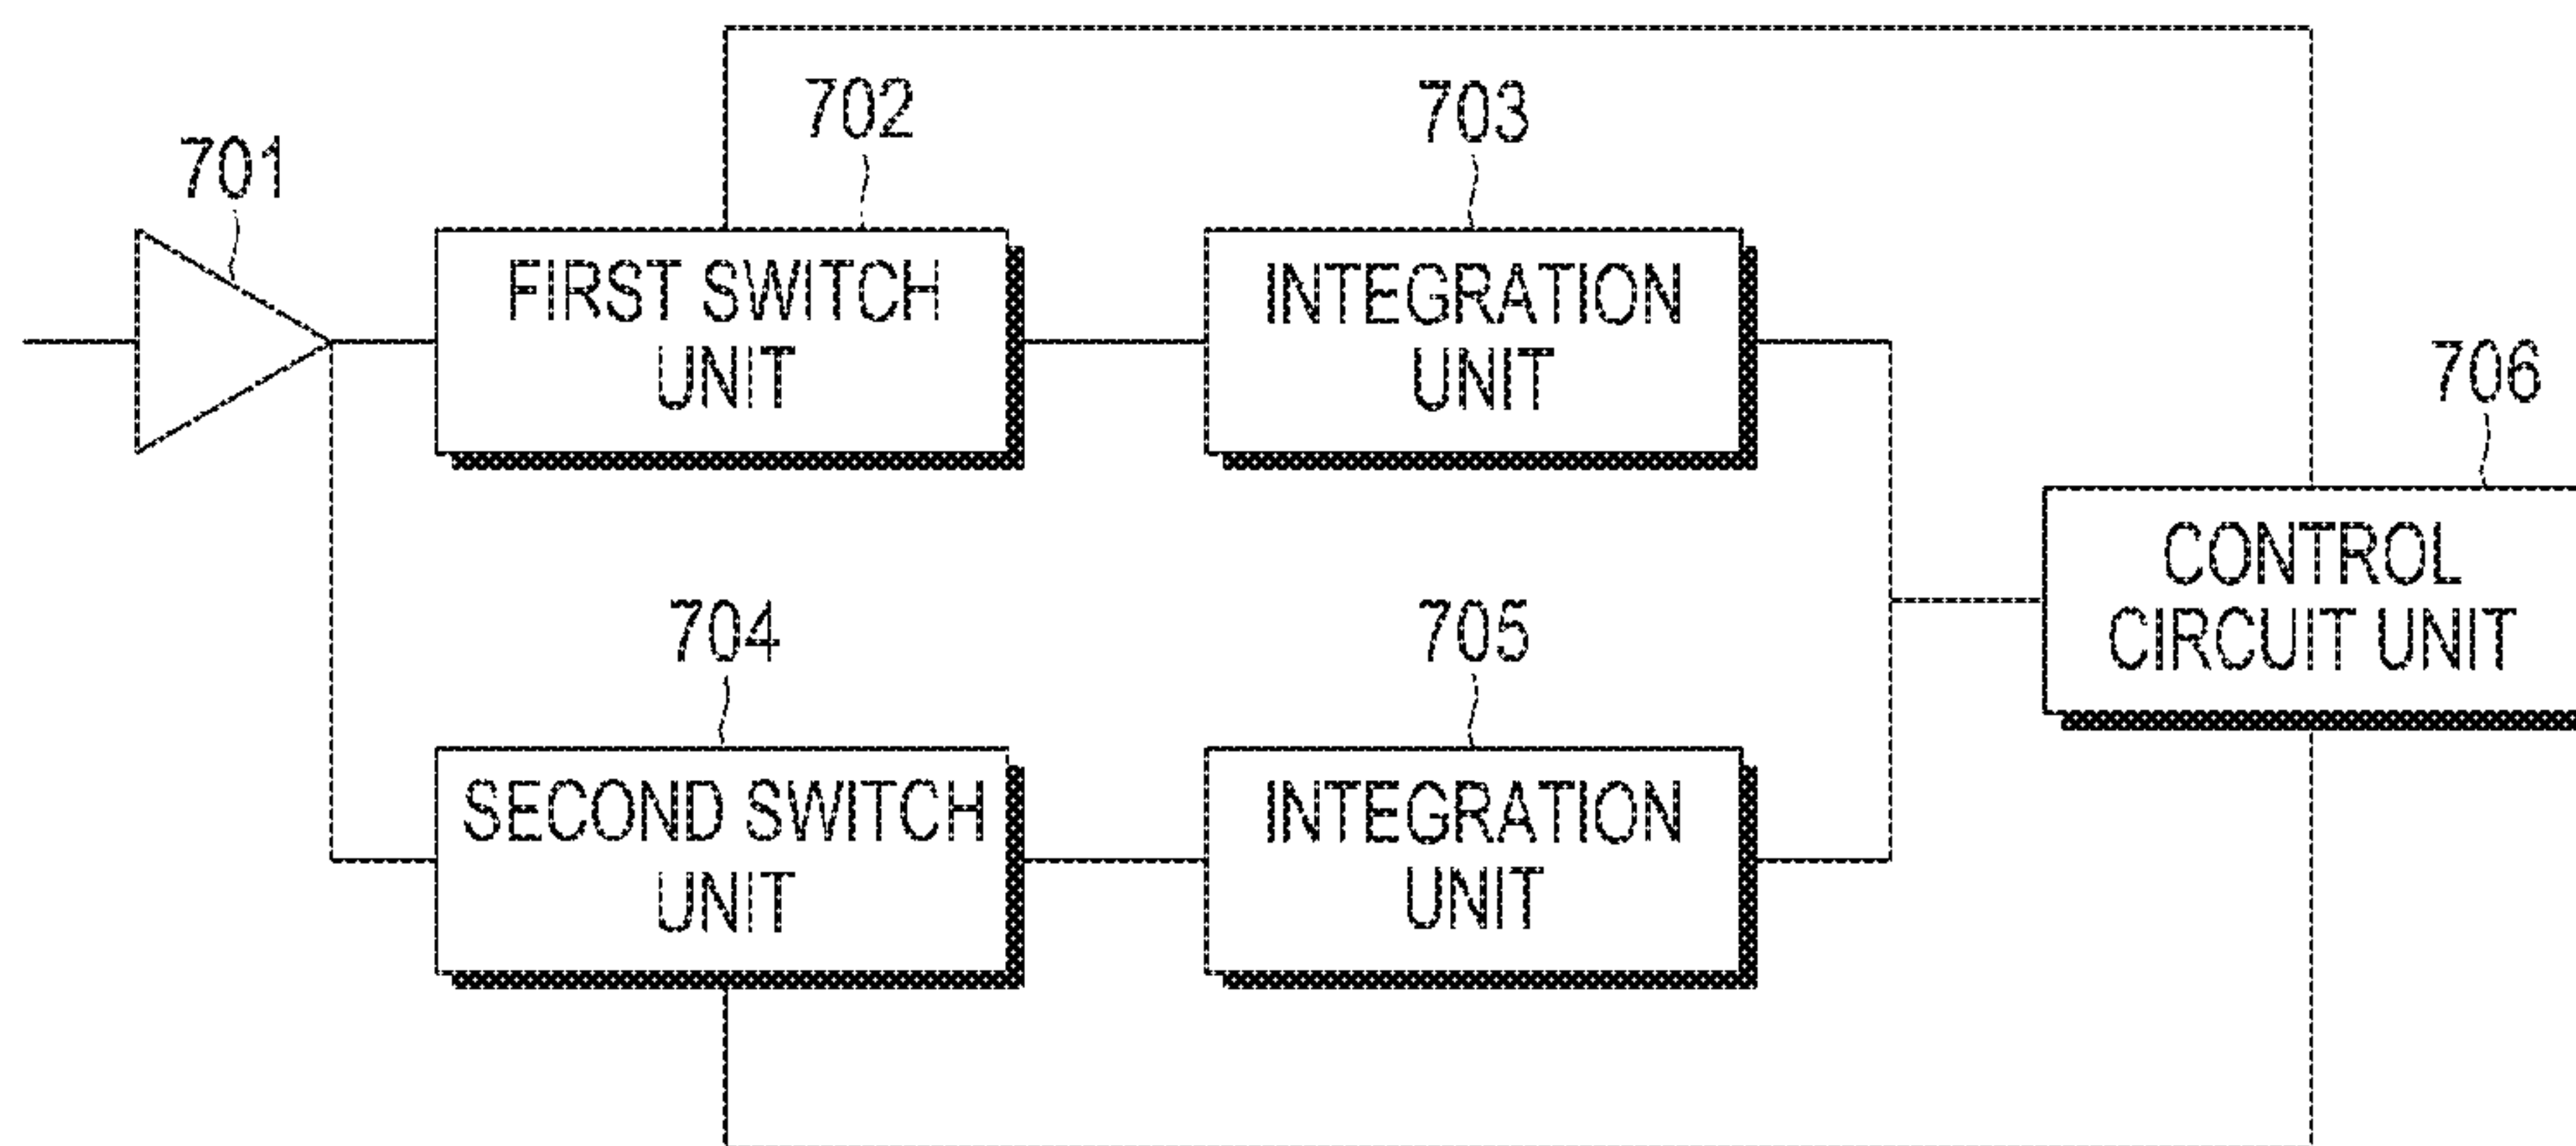 701
702
703
FIRST SWITCH
UNIT
INTEGRATION
UNIT
706
CONTROL
CIRCUIT UNIT
704
705
SECOND SWITCH
UNIT
INTEGRATION
UNIT